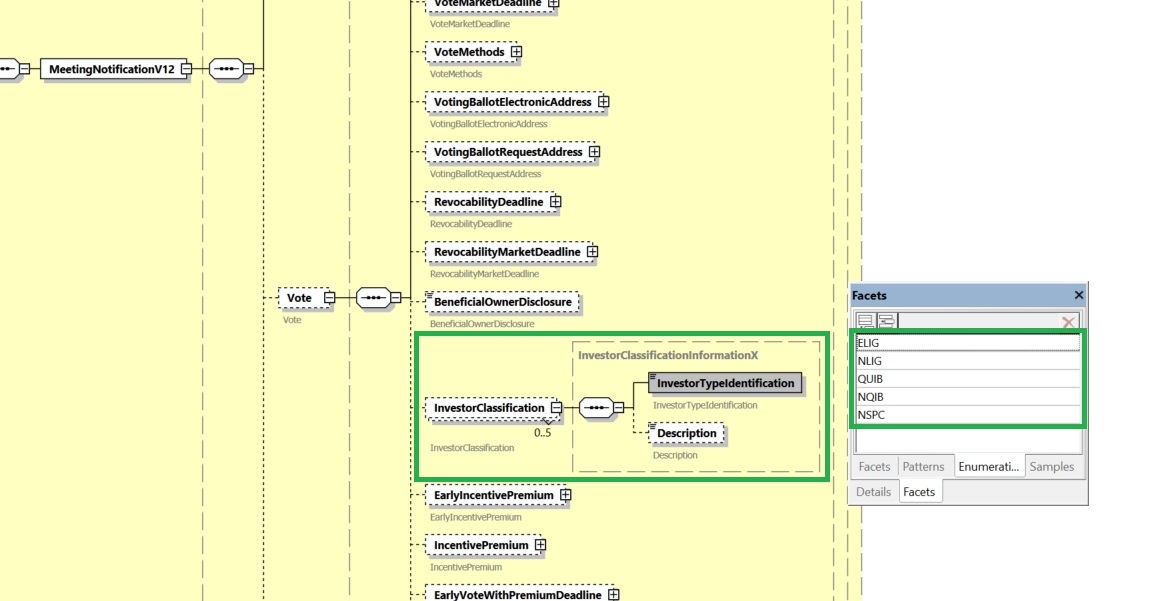 VoteMarketDeadline
VoteMarketDeadline
VoteMethods
VoteMethods
MeetingNotificationV12
VotingBallotElectronicAddress
VotingBallotElectronicAddress
VotingBallotRequestAddress
VotingBallotRequestAddress
RevocabilityDeadline
RevocabilityDeadline
RevocabilityMarketDeadline
RevocabilityMarketDeadline
Vote
Vote
BeneficialOwnerDisclosure
BeneficialOwnerDisclosure
InvestorClassificationInformationX
InvestorTypeIdentification
InvestorTypeIdentification
InvestorClassification
0..5
InvestorClassification
Description
Description
EarlyIncentivePremium
EarlyIncentivePremium
IncentivePremium
IncentivePremium
EarlyVoteWithPremiumDeadline
Facets
ELIG
NLIG
QUIB
NQIB
NSPC
Facets Patterns Enumerati... Samples
Details Facets